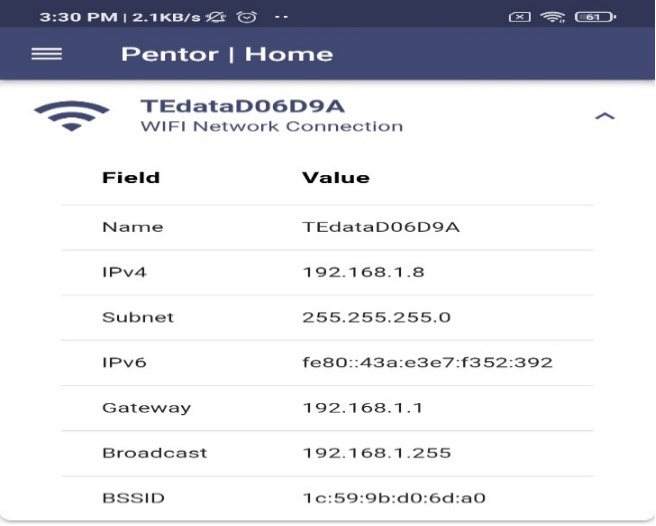 3:30 PM | 2.1KB/s
61
Pentor | Home
TEdataD06D9A
WIFI Network Connection
Field Value
Name TEdataD06D9A
IPv4 192.168.1.8
Subnet 255.255.255.0
IPv6 fe80::43a:e3e7:f352:392
Gateway 192.168.1.1
Broadcast 192.168.1.255
BSSID 1c:59:9b:d0:6d:a0